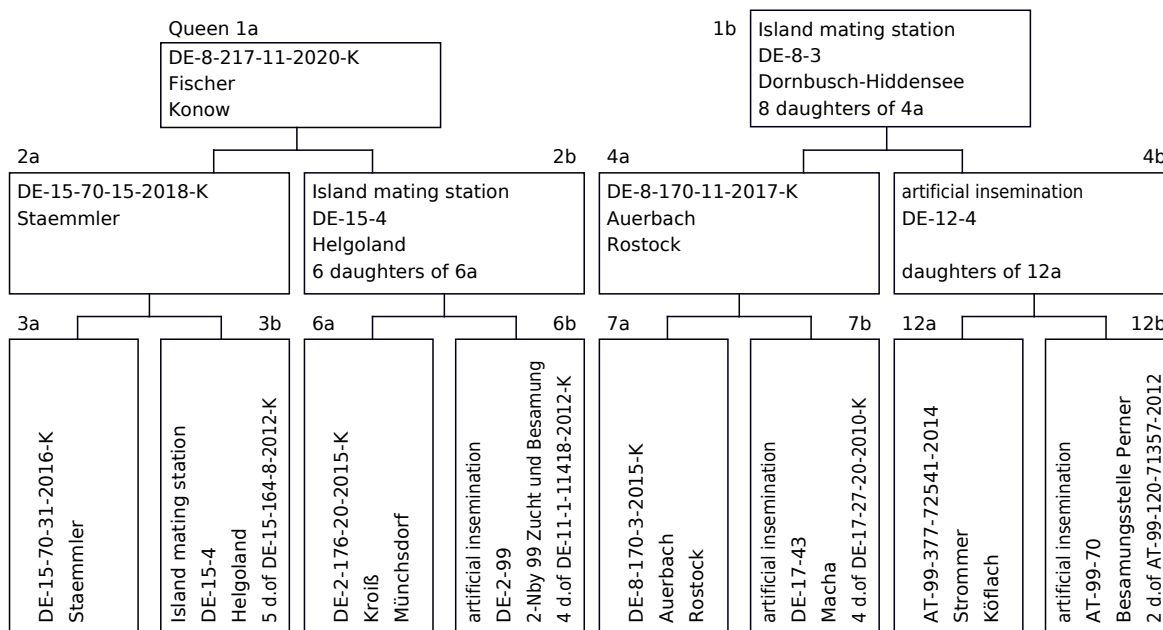 Queen 1a
DE-8-217-11-2020-K
Fischer
Konow
1b
Island mating station
DE-8-3
Dornbusch-Hiddensee
8 daughters of 4a
2a
DE-15-70-15-2018-K
Staemmler
2b
Island mating station
DE-15-4
Helgoland
6 daughters of 6a
4a
DE-8-170-11-2017-K
Auerbach
Rostock
4b
artificial insemination
DE-12-4
daughters of 12a
3a
DE-15-70-31-2016-K
Staemmler
3b
Island mating station
DE-15-4
Helgoland
5 d.of DE-15-164-8-2012-K
6a
DE-2-176-20-2015-K
Kroiß
Münchsdorf
6b
artificial insemination
DE-2-99
2-Nby 99 Zucht und Besamung
4 d.of DE-11-1-11418-2012-K
7a
DE-8-170-3-2015-K
Auerbach
Rostock
7b
artificial insemination
DE-17-43
Macha
4 d.of DE-17-27-20-2010-K
12a
AT-99-377-72541-2014
Strommer
Köflach
12b
artificial insemination
AT-99-70
Besamungsstelle Perner
2 d.of AT-99-120-71357-2012